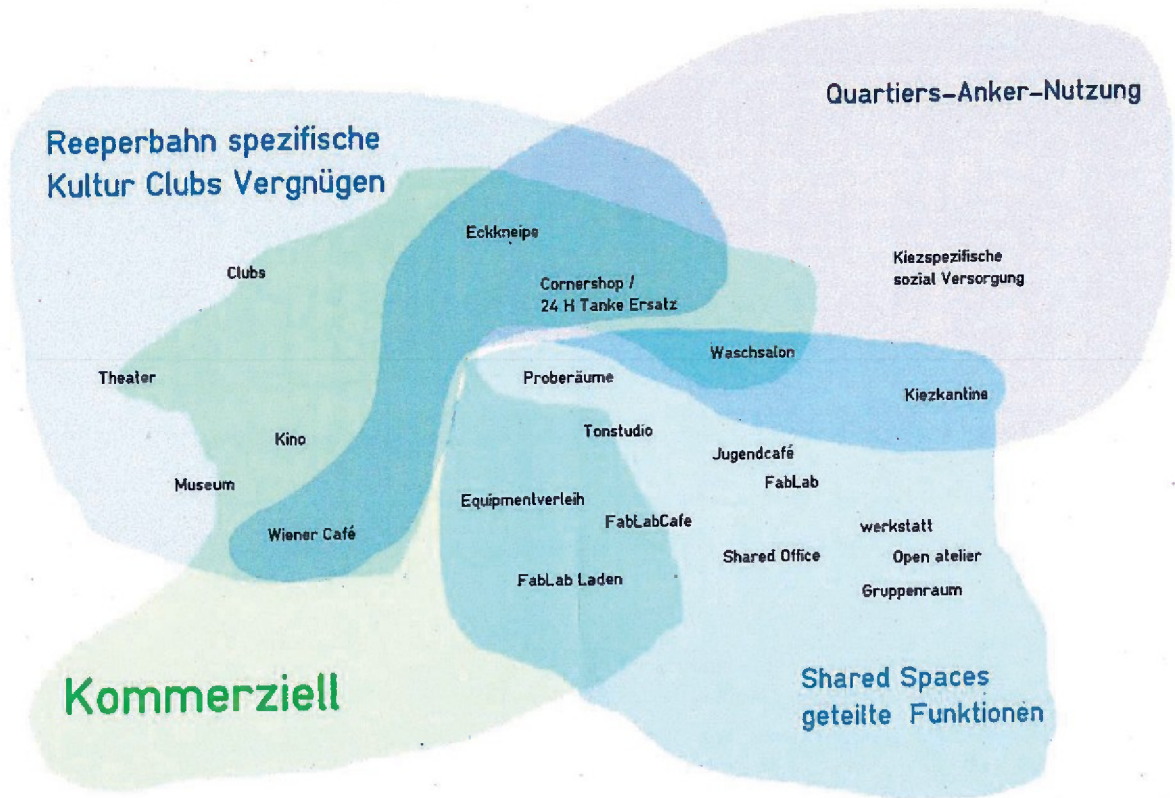 Quartiers-Anker-Nutzung
Reeperbahn spezifische
Kultur Clubs Vergnügen
Eckkneipe
Clubs
Kiezspezifische
sozial Versorgung
Cornershop /
24 H Tanke Ersatz
Waschsalon
Theater
Proberäume
Kiezkantine
Tonstudio
Kino
Jugendcafé
FabLab
Museum
Equipmentverleih
FabLabCafe
werkstatt
Wiener Café
Shared Office
Open atelier
FabLab Laden
Gruppenraum
Kommerziell
Shared Spaces
geteilte Funktionen